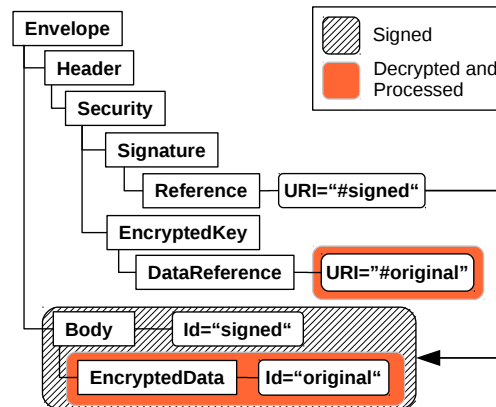 Envelope
Signed
Header
Decrypted and
Processed
Security
Signature
Reference URI=“#signed“
EncryptedKey
DataReference URI=”#original”
Body Id=“signed“
EncryptedData Id=“original“